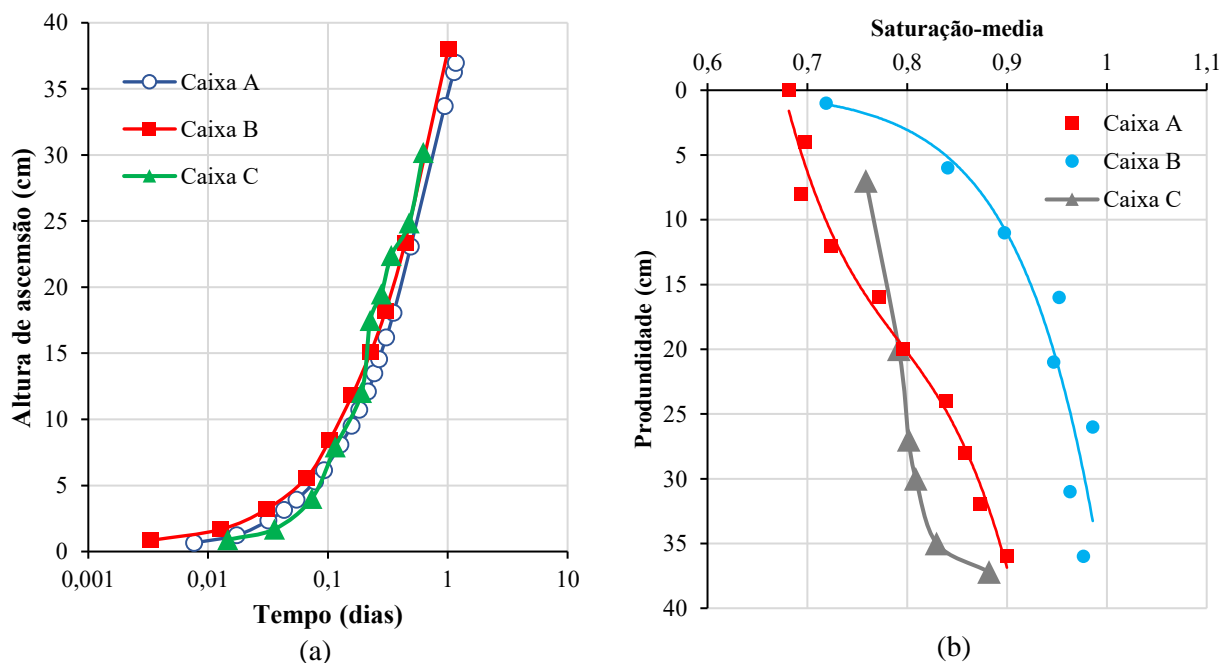 40
35
30
25
20
15
10
5
0
Altura de ascemsão (cm)
Caixa A
Caixa B
Caixa C
0,001 0,01 0,1 1 10
Tempo (dias)
(a)
Saturação-media
0,6 0,7 0,8 0,9 1 1,1
0
5
10
15
20
25
30
35
40
Produndidade (cm)
Caixa A
Caixa B
Caixa C
(b)